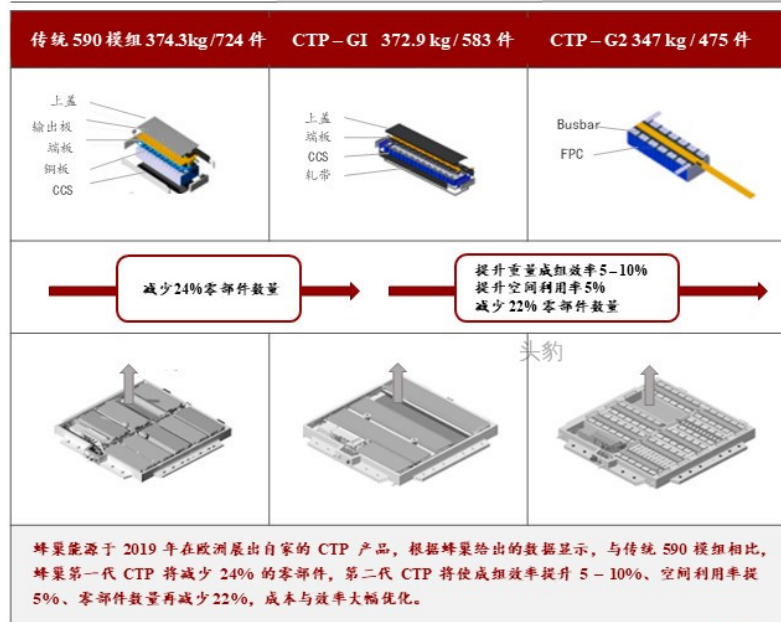 传统 590 模组 374.3kg/724 件
CTP – GI 372.9 kg / 583 件
CTP – G2 347 kg / 475 件
上盖
输出板
端板
铜板
CCS
上盖
端板
CCS
轧带
Busbar
FPC
减少24%零部件数量
提升重量成组效率5–10%
提升空间利用率5%
减少22% 零部件数量
头豹
蜂巢能源于 2019 年在欧洲展出自家的 CTP 产品，根据蜂巢给出的数据显示，与传统 590 模组相比，
蜂巢第一代 CTP 将减少 24% 的零部件，第二代 CTP 将使成组效率提升 5 – 10%、空间利用率提
5%、零部件数量再减少22%，成本与效率大幅优化。